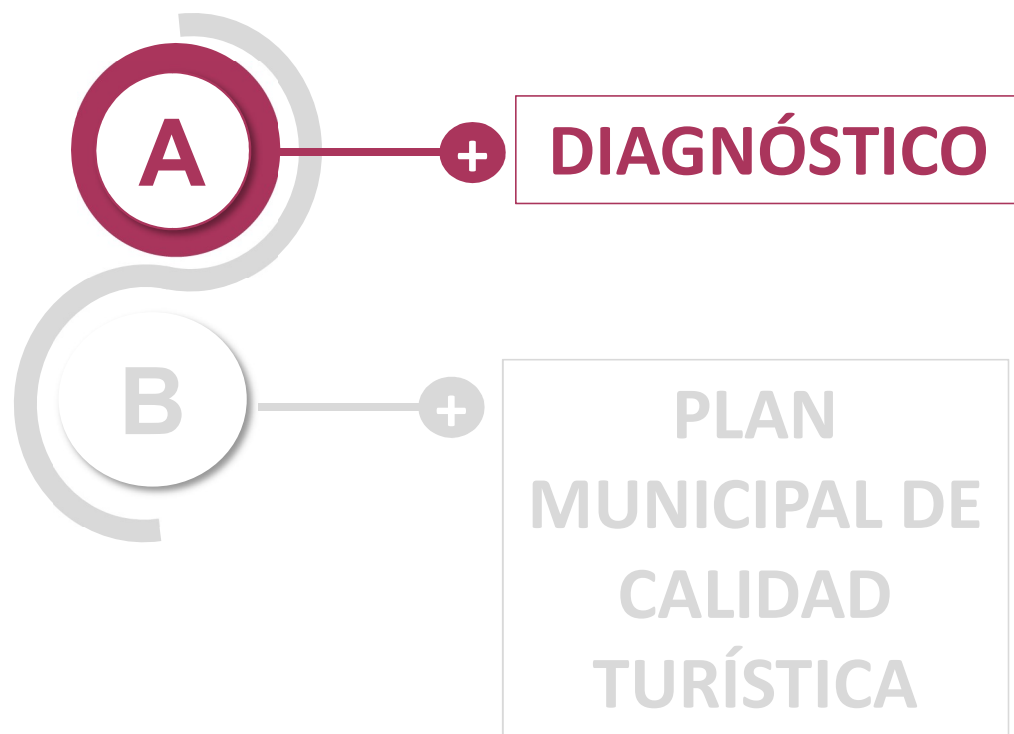 A
+
DIAGNÓSTICO
B
+
PLAN
MUNICIPAL DE
CALIDAD
TURÍSTICA